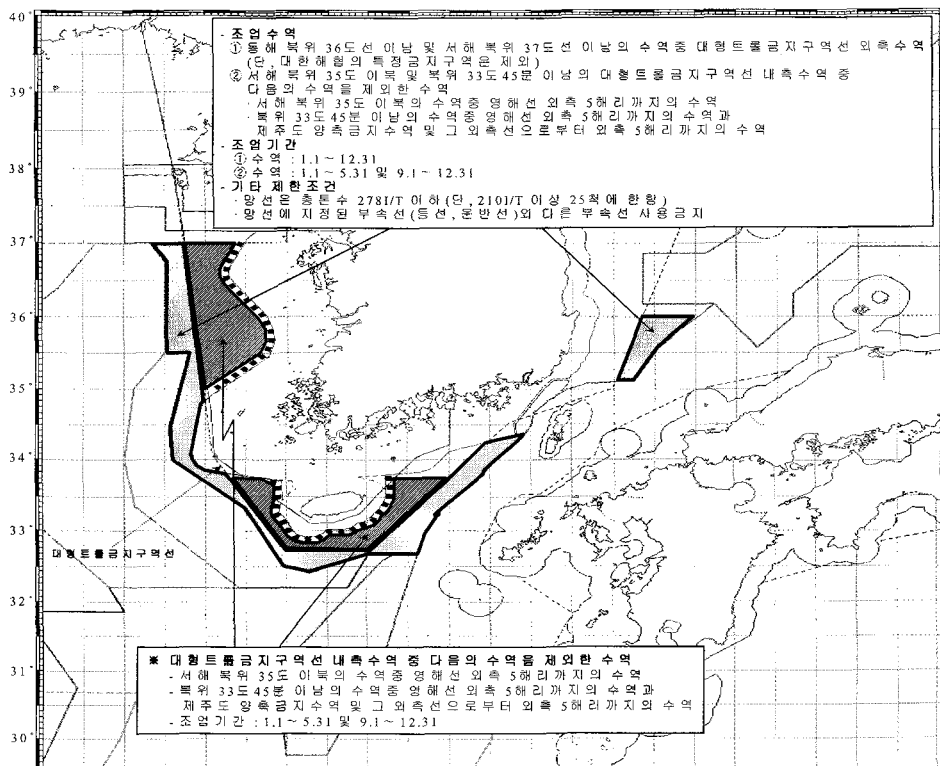 40°
39°
38°
37°
36°
35°
34°
33°
32°
31°
30°
- 조업수역
① 동해 북위 36도선 이남 및 서해 북위 37도선 이남의 수역중 대형트롤금지구역선 외측수역
(단, 대한해협의 특정금지구역은 제외)
② 서해 북위 35도 이북 및 북위 33도45분 이남의 대형트롤금지구역선 내측수역 중
다음의 수역을 제외한 수역
· 서해 북위 35도 이북의 수역중 영해선 외측 5해리까지의 수역
· 북위 33도45분 이남의 수역중 영해선 외측 5해리까지의 수역과
제주도 양측금지수역 및 그 외측선으로부터 외측 5해리까지의 수역
- 조업기간
① 수역 : 1.1 ~ 12.31
② 수역 : 1.1 ~ 5.31 및 9.1 ~ 12.31
- 기타 제한조건
· 망선은 총톤수 278G/T 이하 (단, 210G/T 이상 25척에 한함)
· 망선에 지정된 부속선(등선, 운반선)외 다른 부속선 사용금지
대형트롤금지구역선
※ 대형트롤금지구역선 내측수역 중 다음의 수역을 제외한 수역
- 서해 북위 35도 이북의 수역중 영해선 외측 5해리까지의 수역
- 북위 33도45분 이남의 수역중 영해선 외측 5해리까지의 수역과
제주도 양측금지수역 및 그 외측선으로부터 외측 5해리까지의 수역
- 조업기간 : 1.1 ~ 5.31 및 9.1 ~ 12.31